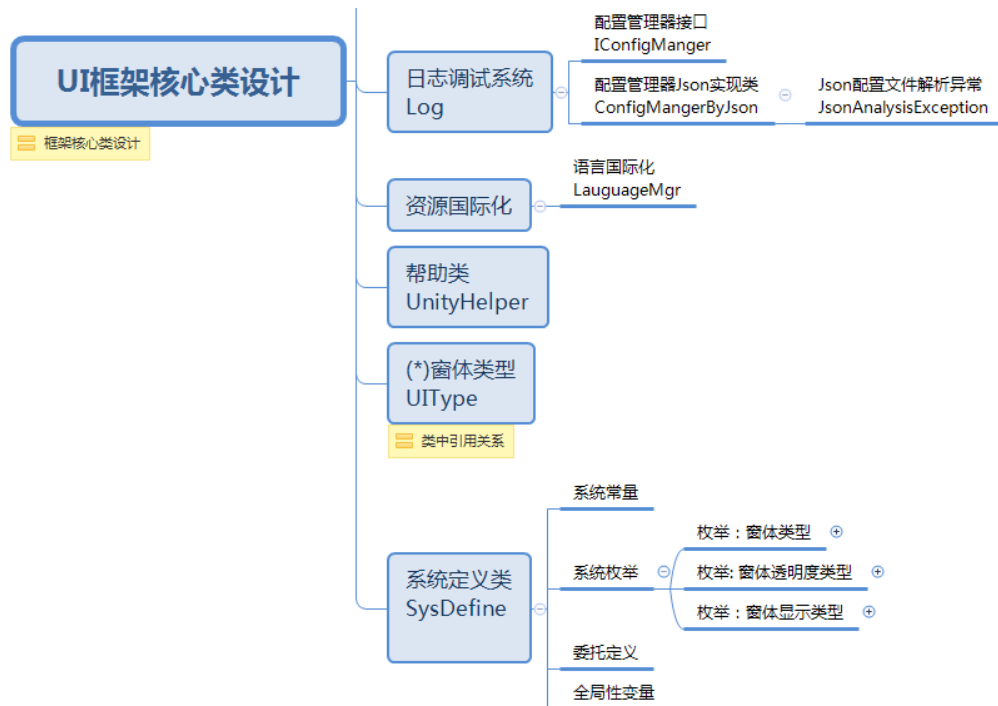 UI框架核心类设计
框架核心类设计
日志调试系统
Log
配置管理器接口
IConfigManger
配置管理器Json实现类
ConfigMangerByJson
Json配置文件解析异常
JsonAnalysisException
资源国际化
语言国际化
LauguageMgr
帮助类
UnityHelper
(*)窗体类型
UIType
类中引用关系
系统定义类
SysDefine
系统常量
系统枚举
枚举：窗体类型
枚举: 窗体透明度类型
枚举：窗体显示类型
委托定义
全局性变量